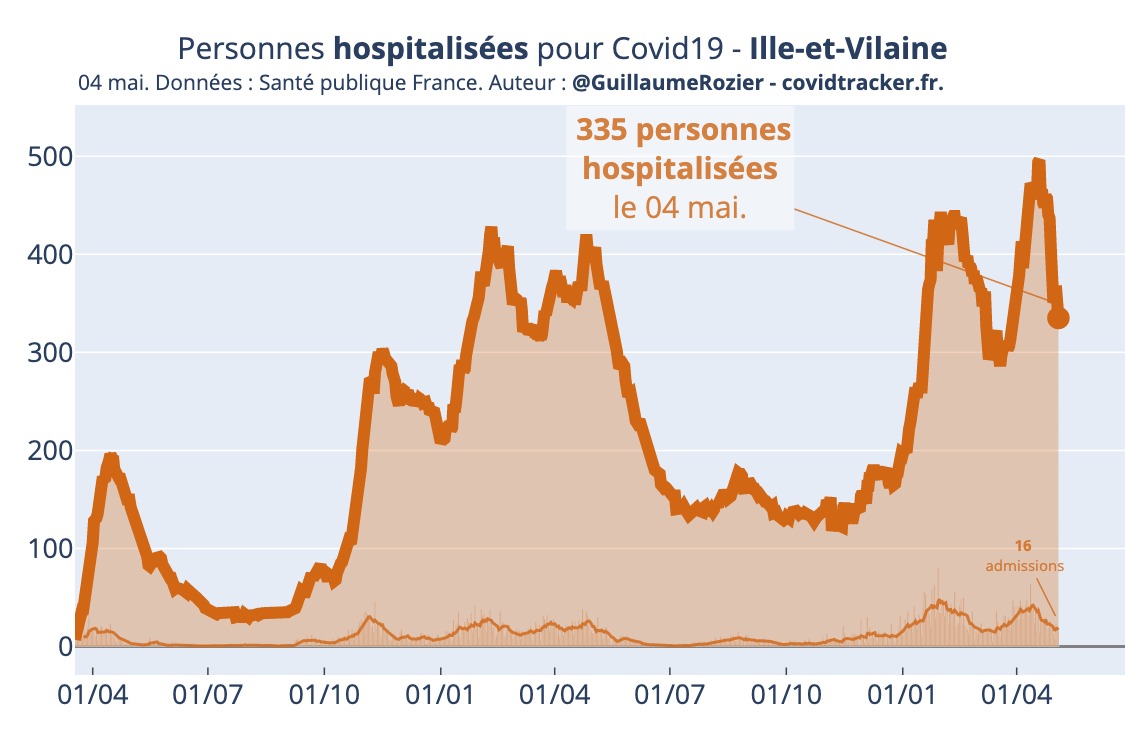 Personnes hospitalisées pour Covid19 - Ille-et-Vilaine
04 mai. Données : Santé publique France. Auteur : @GuillaumeRozier - covidtracker.fr.
335 personnes
hospitalisées
le 04 mai.
500
400
300
200
100
0
16
admissions
01/04
01/07
01/10
01/01
01/04
01/07
01/10
01/01
01/04